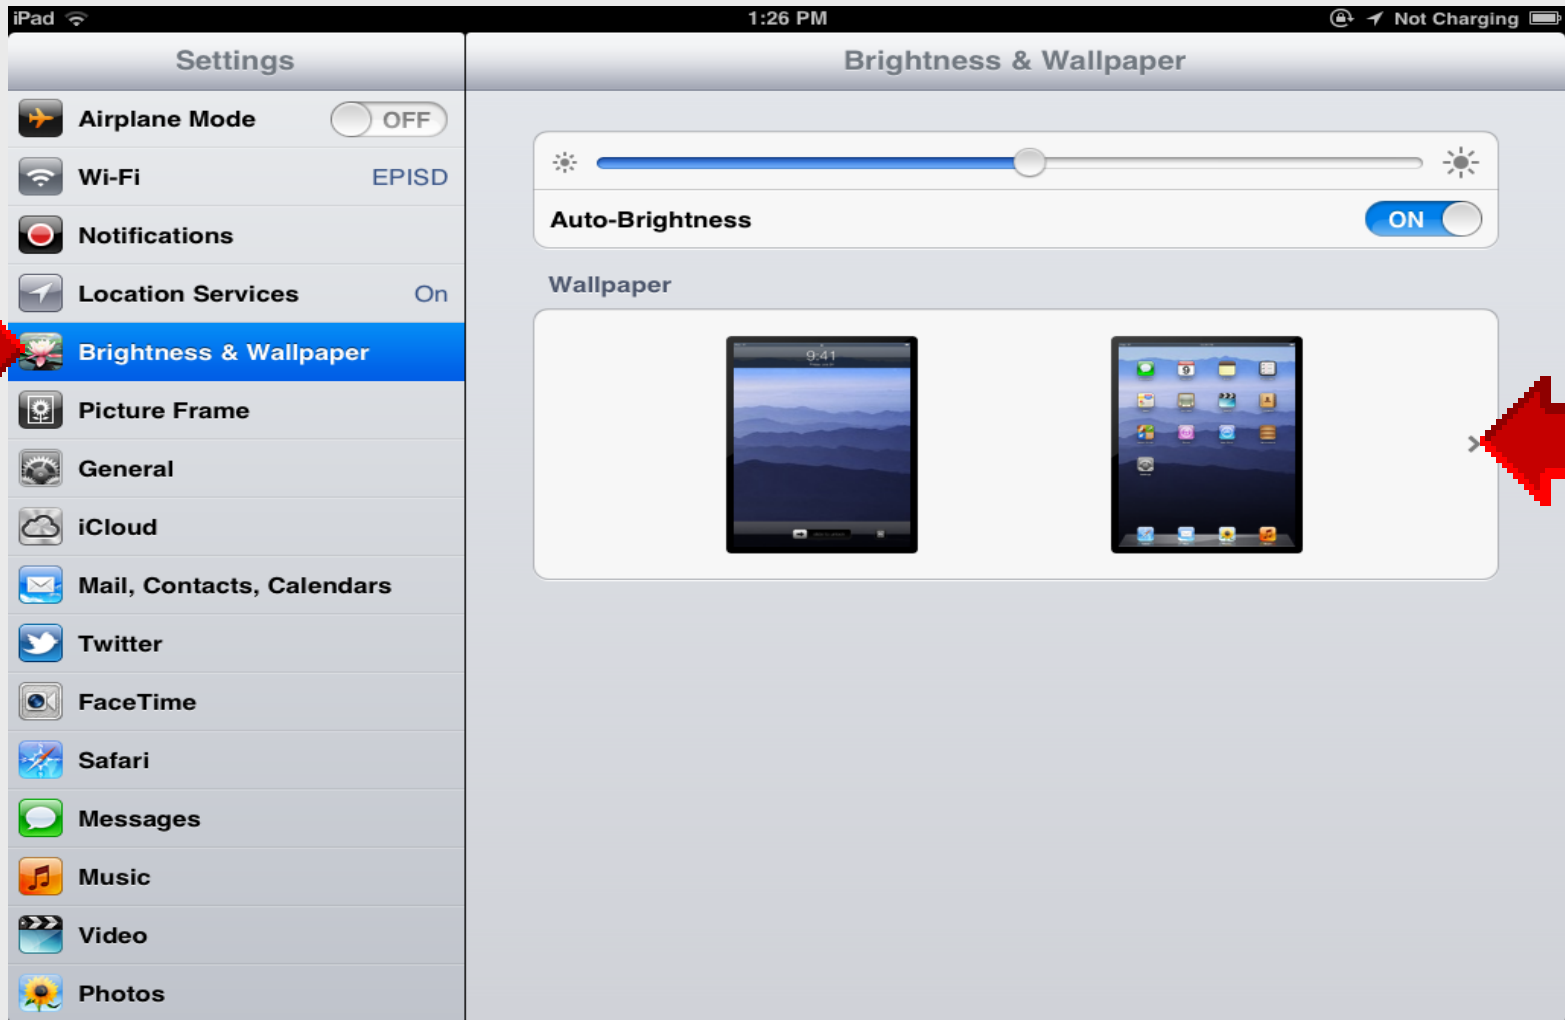 iPad 1:26 PM Not Charging
Settings
Airplane Mode OFF
Wi-Fi EPISD
Notifications
Location Services On
Brightness & Wallpaper
Picture Frame
General
iCloud
Mail, Contacts, Calendars
Twitter
FaceTime
Safari
Messages
Music
Video
Photos
Brightness & Wallpaper
Auto-Brightness ON
Wallpaper
9:41
9